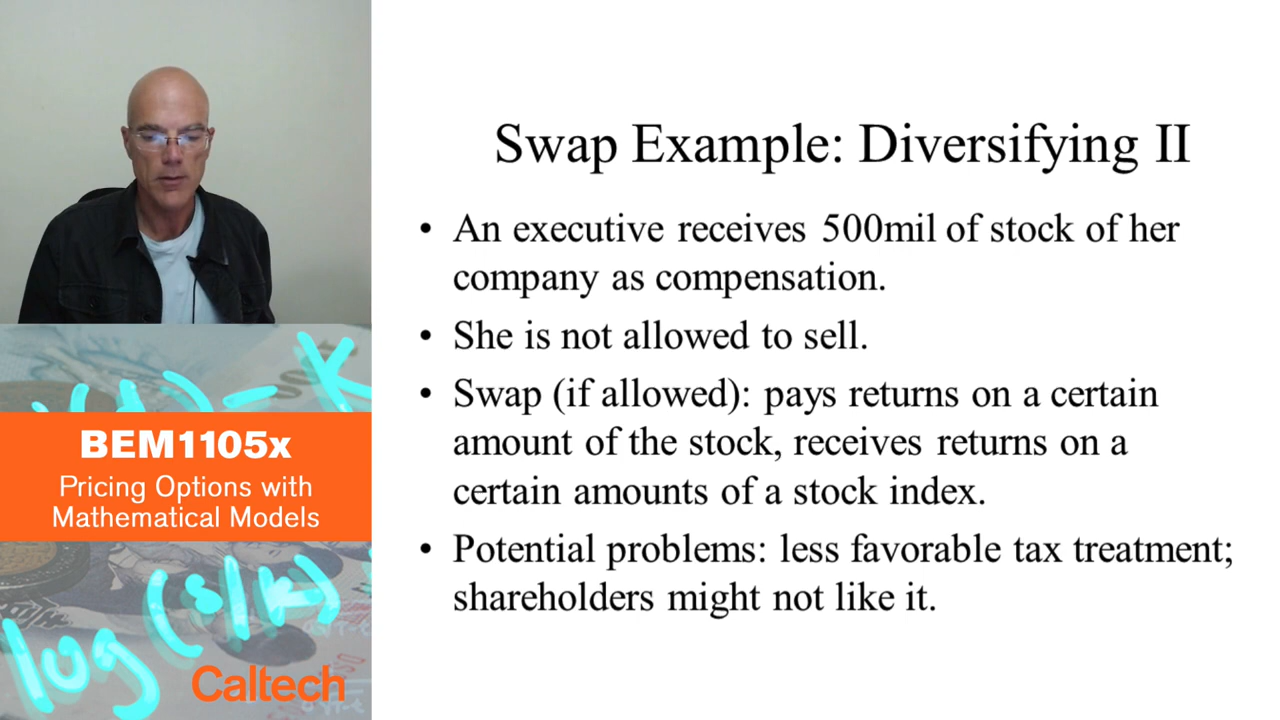 Swap Example: Diversifying II
• An executive receives 500mil of stock of her
company as compensation.
• She is not allowed to sell.
• Swap (if allowed): pays returns on a certain
amount of the stock, receives returns on a
certain amounts of a stock index.
• Potential problems: less favorable tax treatment;
shareholders might not like it.
BEM1105x
Pricing Options with
Mathematical Models
log(s/k)
Caltech